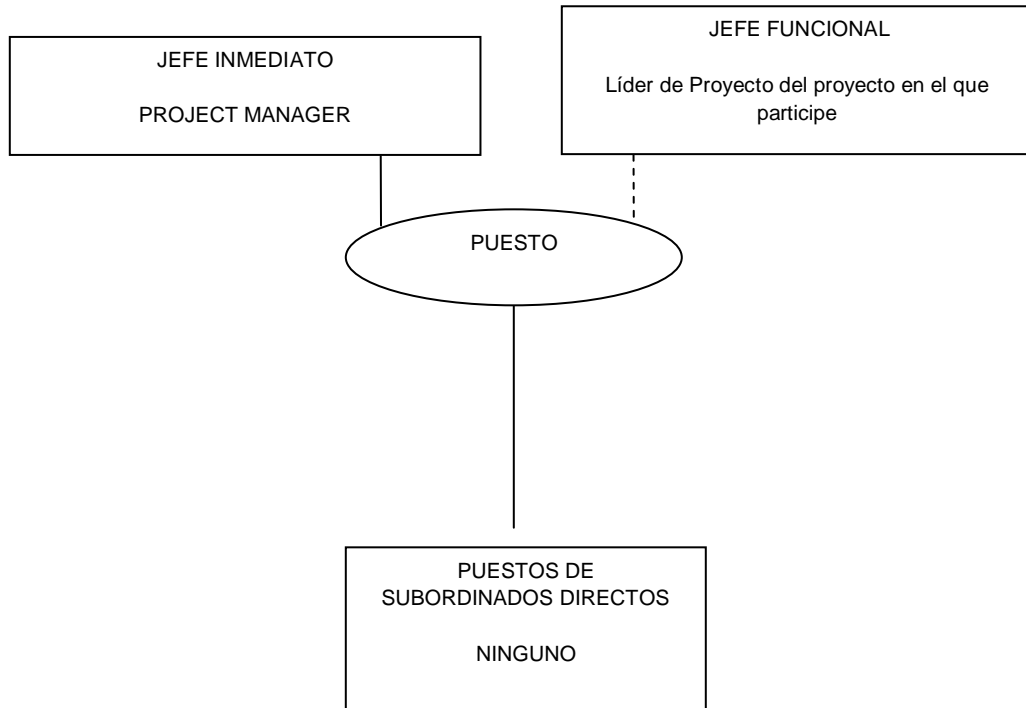 JEFE INMEDIATO
PROJECT MANAGER
JEFE FUNCIONAL
Líder de Proyecto del proyecto en el que
participe
PUESTO
PUESTOS DE
SUBORDINADOS DIRECTOS
NINGUNO